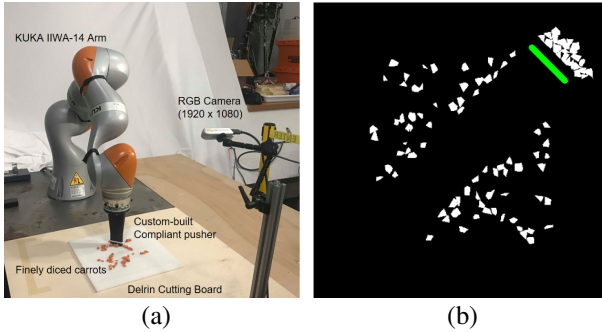 KUKA IIWA-14 Arm
RGB Camera
(1920 x 1080)
Custom-built
Compliant pusher
Finely diced carrots
Delrin Cutting Board
(a)
(b)